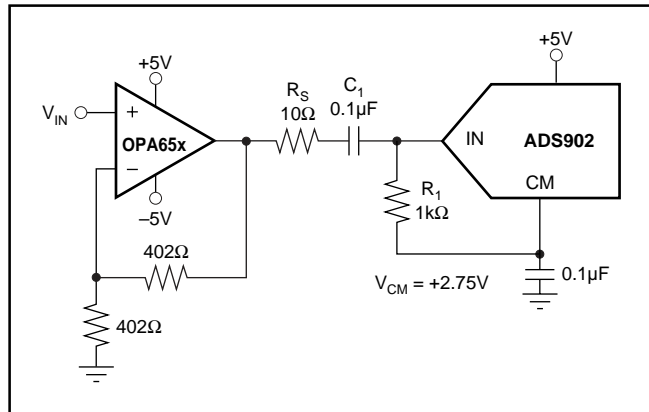 +5V
+5V
V_IN
+
OPA65x
−
–5V
R_S
10Ω
C_1
0.1µF
IN
ADS902
CM
R_1
1kΩ
402Ω
402Ω
V_CM = +2.75V
0.1µF